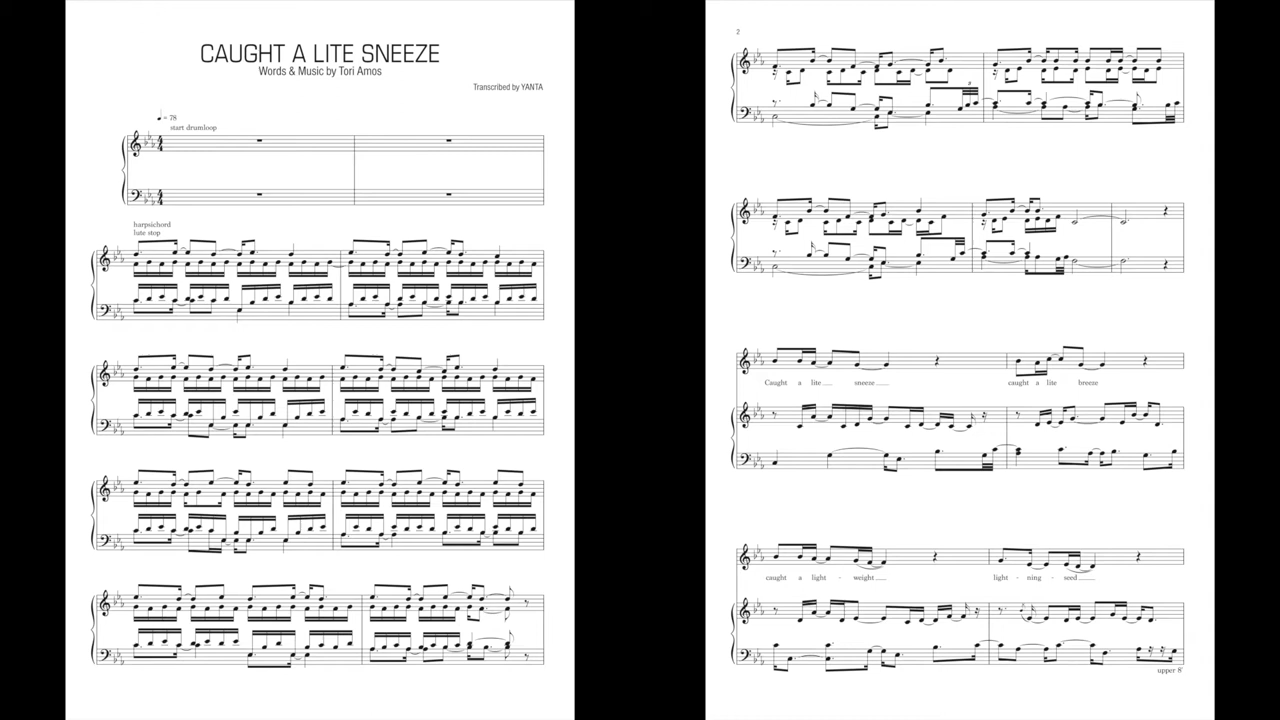 CAUGHT A LITE SNEEZE
Words & Music by Tori Amos
Transcribed by YANTA
= 78
start drumloop
harpsichord
lute stop
2
3
Caught a lite sneeze
caught a lite breeze
caught a light - weight
light - ning - seed
upper 8'